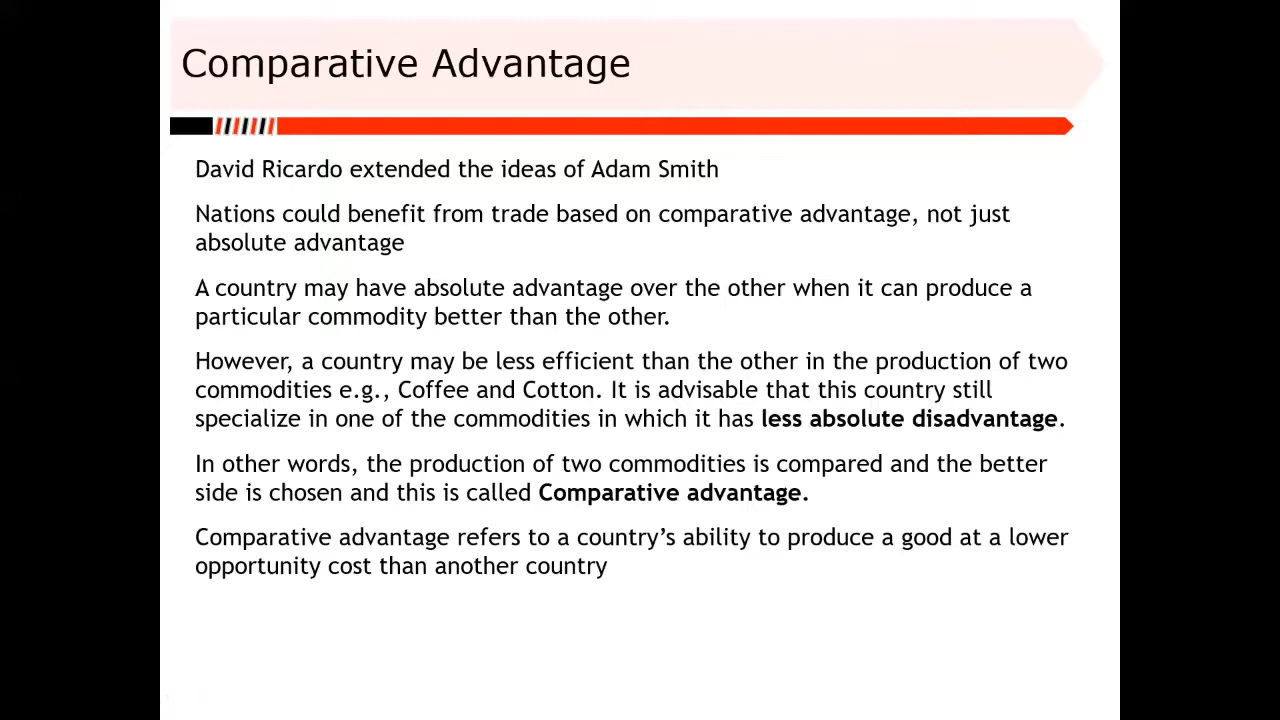 Comparative Advantage
David Ricardo extended the ideas of Adam Smith
Nations could benefit from trade based on comparative advantage, not just
absolute advantage
A country may have absolute advantage over the other when it can produce a
particular commodity better than the other.
However, a country may be less efficient than the other in the production of two
commodities e.g., Coffee and Cotton. It is advisable that this country still
specialize in one of the commodities in which it has less absolute disadvantage.
In other words, the production of two commodities is compared and the better
side is chosen and this is called Comparative advantage.
Comparative advantage refers to a country’s ability to produce a good at a lower
opportunity cost than another country